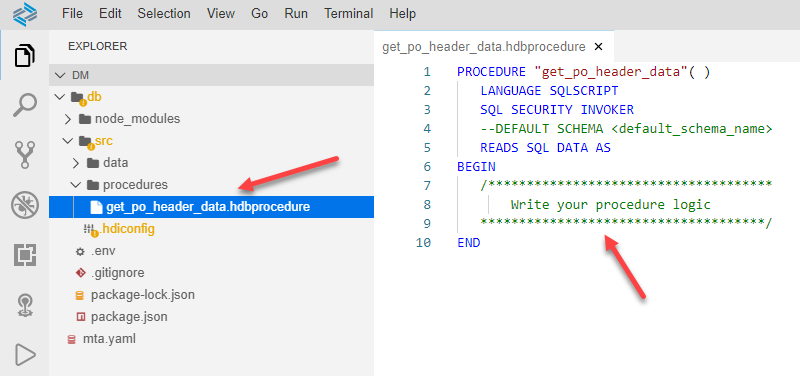 File Edit Selection View Go Run Terminal Help
EXPLORER
DM
db
node_modules
src
data
procedures
get_po_header_data.hdbprocedure
.hdiconfig
.env
.gitignore
package-lock.json
package.json
mta.yaml
get_po_header_data.hdbprocedure ×
1 PROCEDURE "get_po_header_data"( )
2 LANGUAGE SQLSCRIPT
3 SQL SECURITY INVOKER
4 --DEFAULT SCHEMA <default_schema_name>
5 READS SQL DATA AS
6 BEGIN
7 /*************************************
8 Write your procedure logic
9 *************************************/
10 END